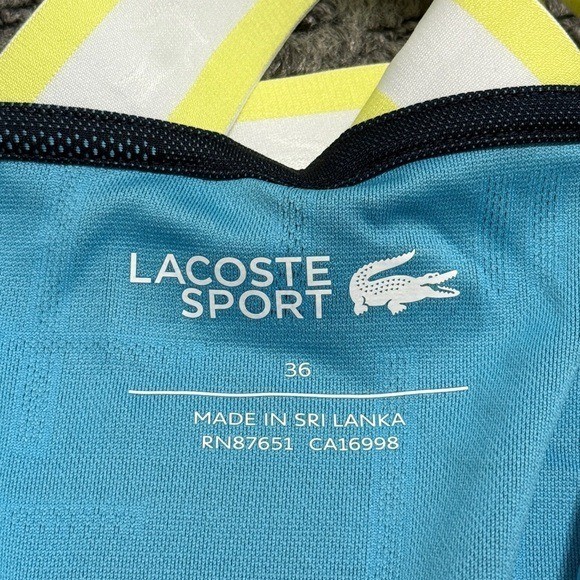 LACOSTE
SPORT
36
MADE IN SRI LANKA
RN87651 CA16998